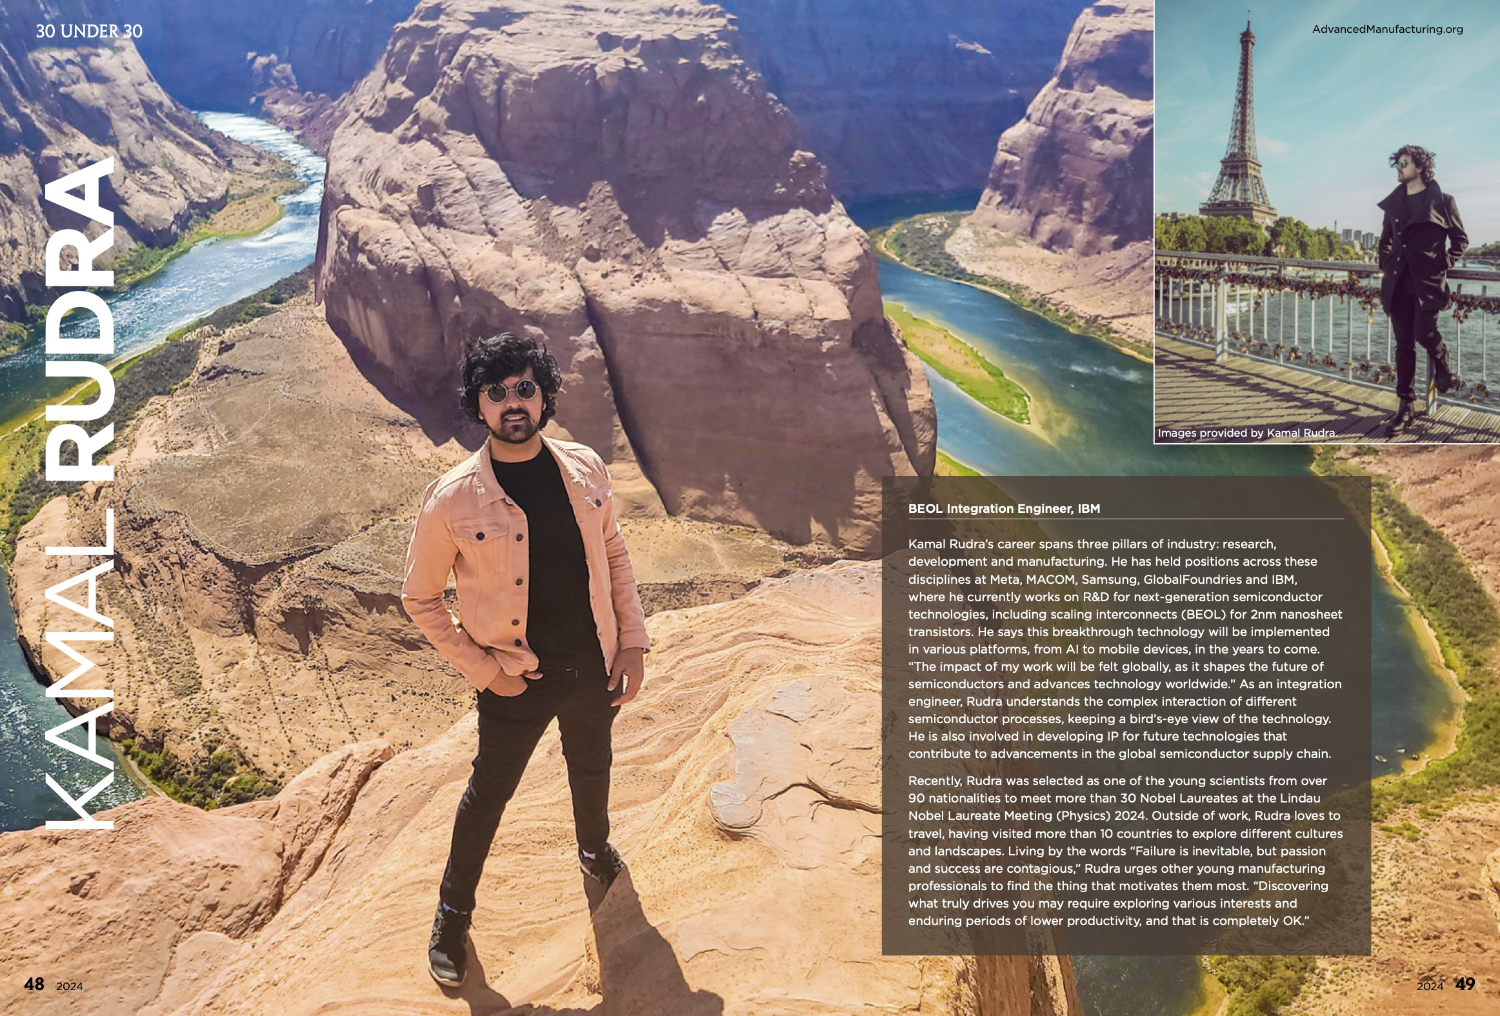 30 UNDER 30
AdvancedManufacturing.org
KAMAL RUDRA
Images provided by Kamal Rudra.
BEOL Integration Engineer, IBM
Kamal Rudra's career spans three pillars of industry: research,
development and manufacturing. He has held positions across these
disciplines at Meta, MACOM, Samsung, GlobalFoundries and IBM,
where he currently works on R&D for next-generation semiconductor
technologies, including scaling interconnects (BEOL) for 2nm nanosheet
transistors. He says this breakthrough technology will be implemented
in various platforms, from AI to mobile devices, in the years to come.
“The impact of my work will be felt globally, as it shapes the future of
semiconductors and advances technology worldwide.” As an integration
engineer, Rudra understands the complex interaction of different
semiconductor processes, keeping a bird's-eye view of the technology.
He is also involved in developing IP for future technologies that
contribute to advancements in the global semiconductor supply chain.
Recently, Rudra was selected as one of the young scientists from over
90 nationalities to meet more than 30 Nobel Laureates at the Lindau
Nobel Laureate Meeting (Physics) 2024. Outside of work, Rudra loves to
travel, having visited more than 10 countries to explore different cultures
and landscapes. Living by the words “Failure is inevitable, but passion
and success are contagious,” Rudra urges other young manufacturing
professionals to find the thing that motivates them most. “Discovering
what truly drives you may require exploring various interests and
enduring periods of lower productivity, and that is completely OK.”
48 2024
2024 49